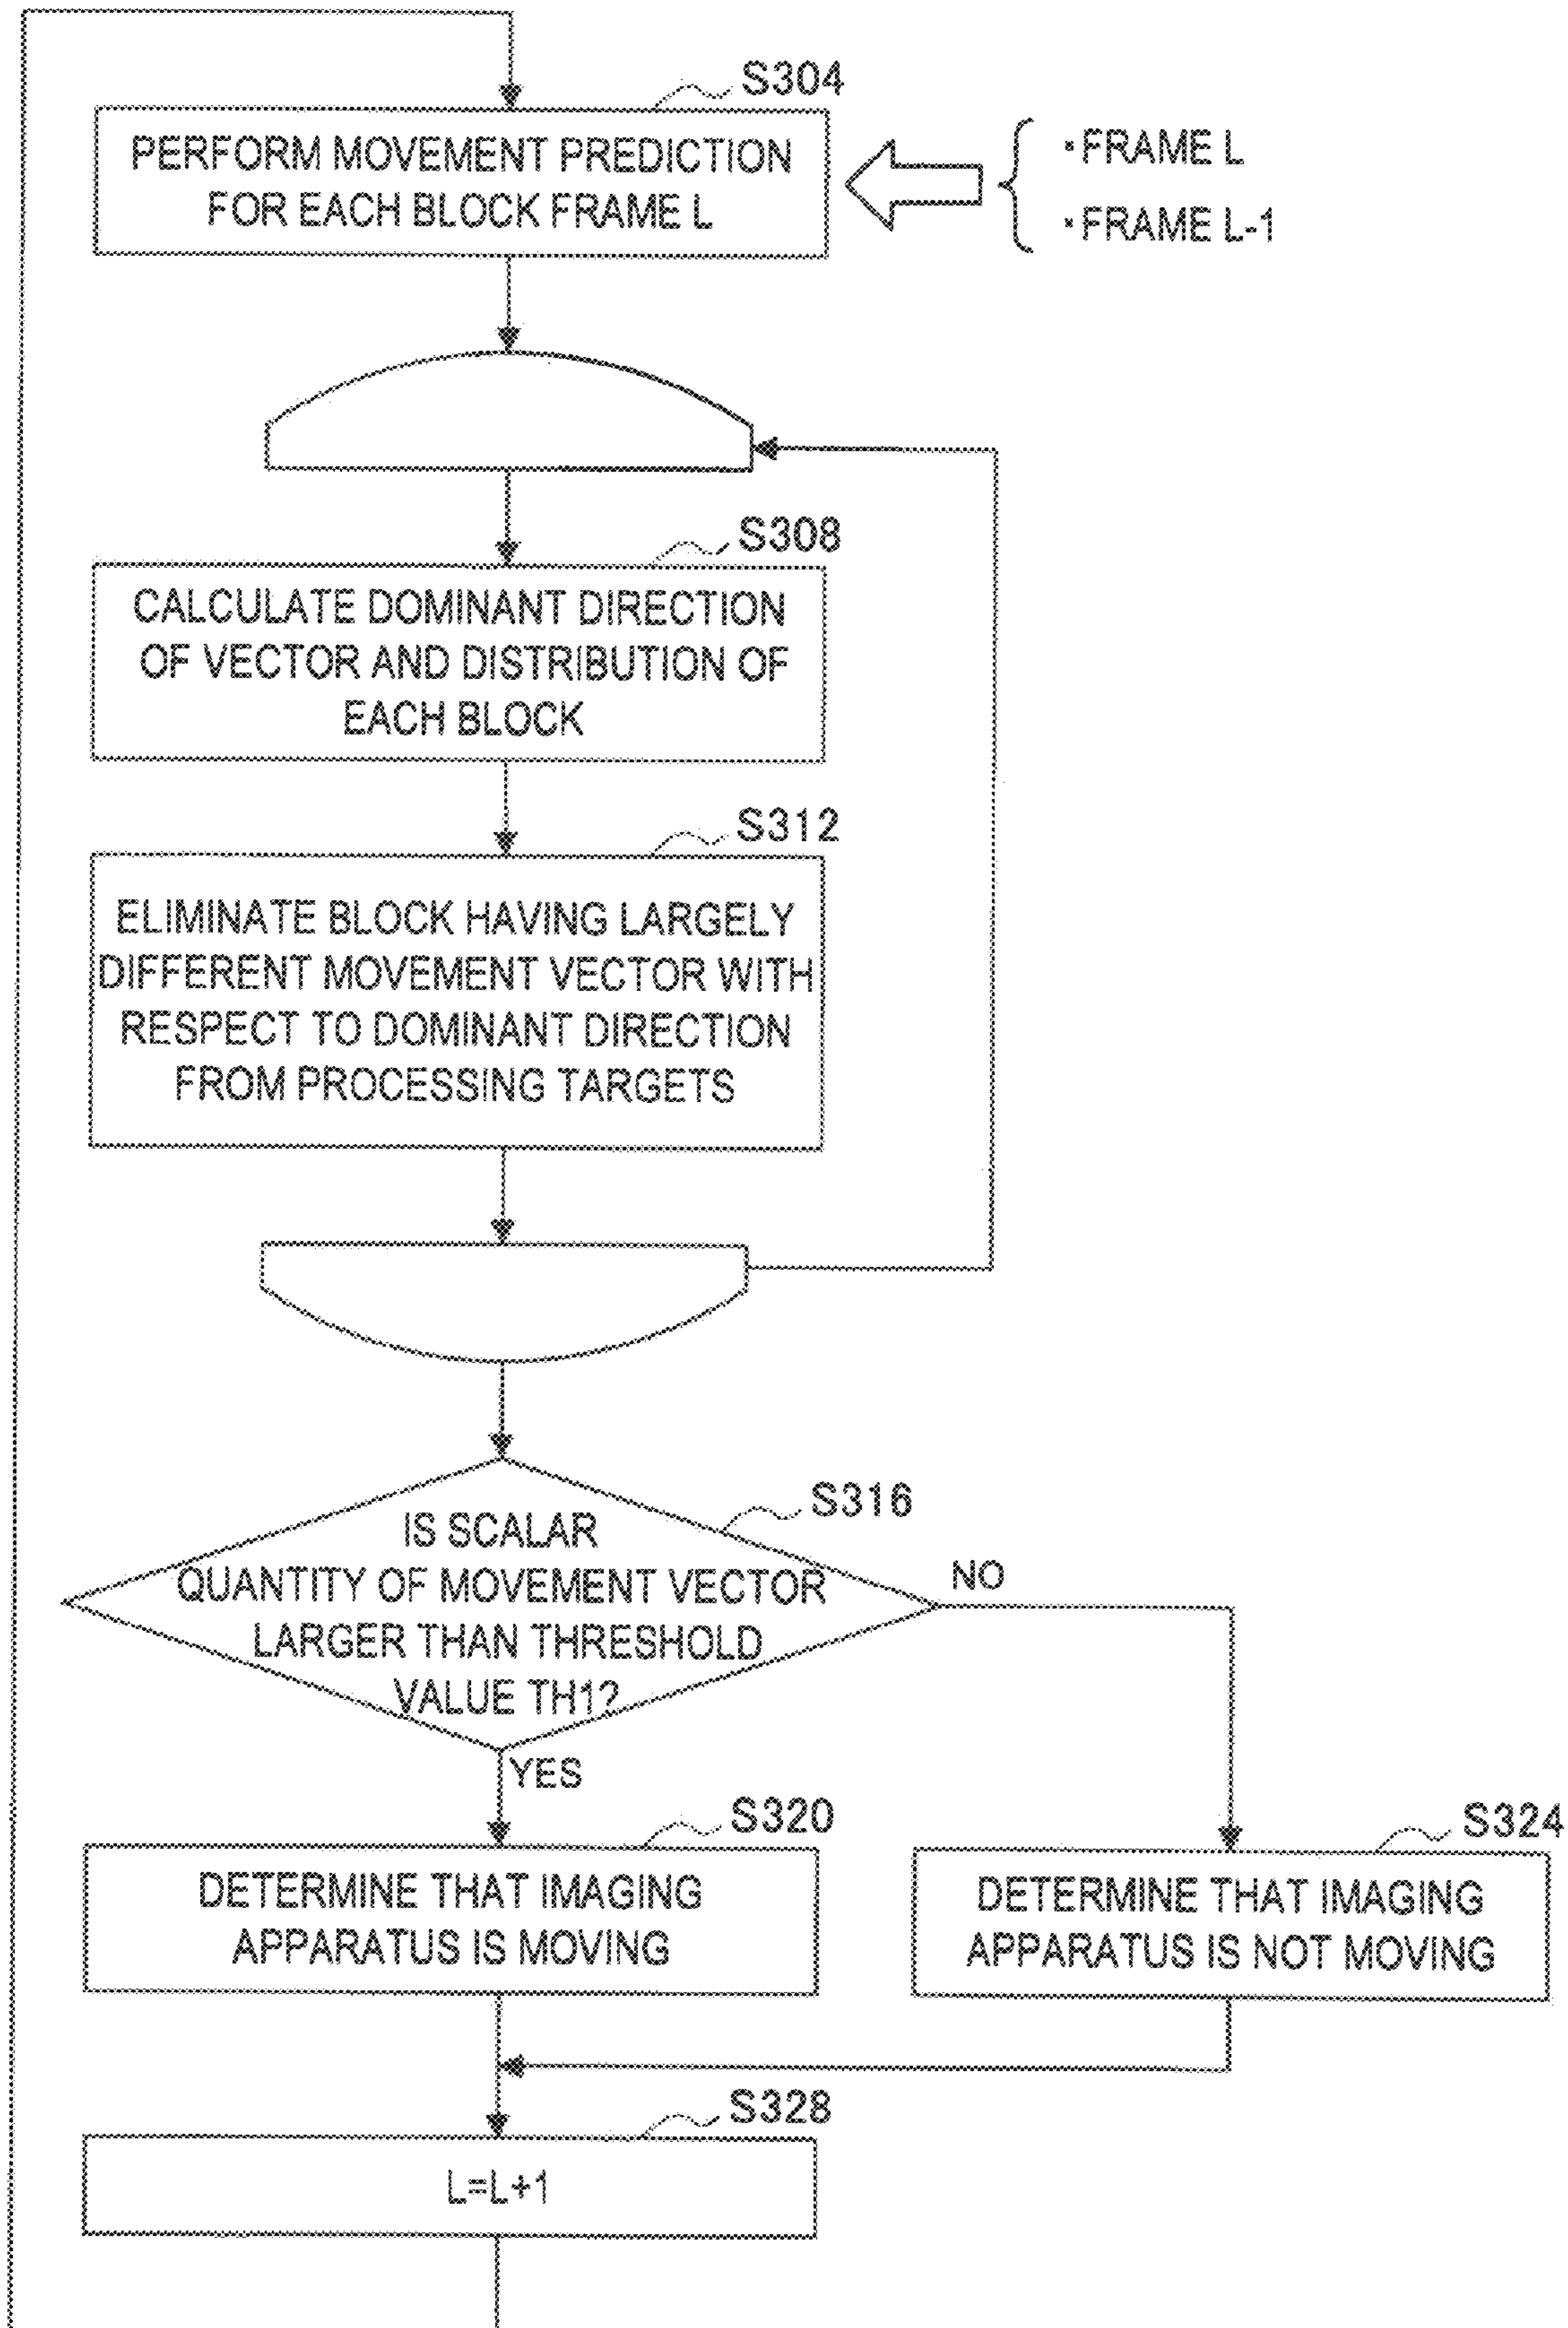 S304
PERFORM MOVEMENT PREDICTION
FOR EACH BLOCK FRAME L
・FRAME L
・FRAME L-1
S308
CALCULATE DOMINANT DIRECTION
OF VECTOR AND DISTRIBUTION OF
EACH BLOCK
S312
ELIMINATE BLOCK HAVING LARGELY
DIFFERENT MOVEMENT VECTOR WITH
RESPECT TO DOMINANT DIRECTION
FROM PROCESSING TARGETS
S316
IS SCALAR
QUANTITY OF MOVEMENT VECTOR
LARGER THAN THRESHOLD
VALUE TH1?
NO
YES
S320
DETERMINE THAT IMAGING
APPARATUS IS MOVING
S324
DETERMINE THAT IMAGING
APPARATUS IS NOT MOVING
S328
L=L+1